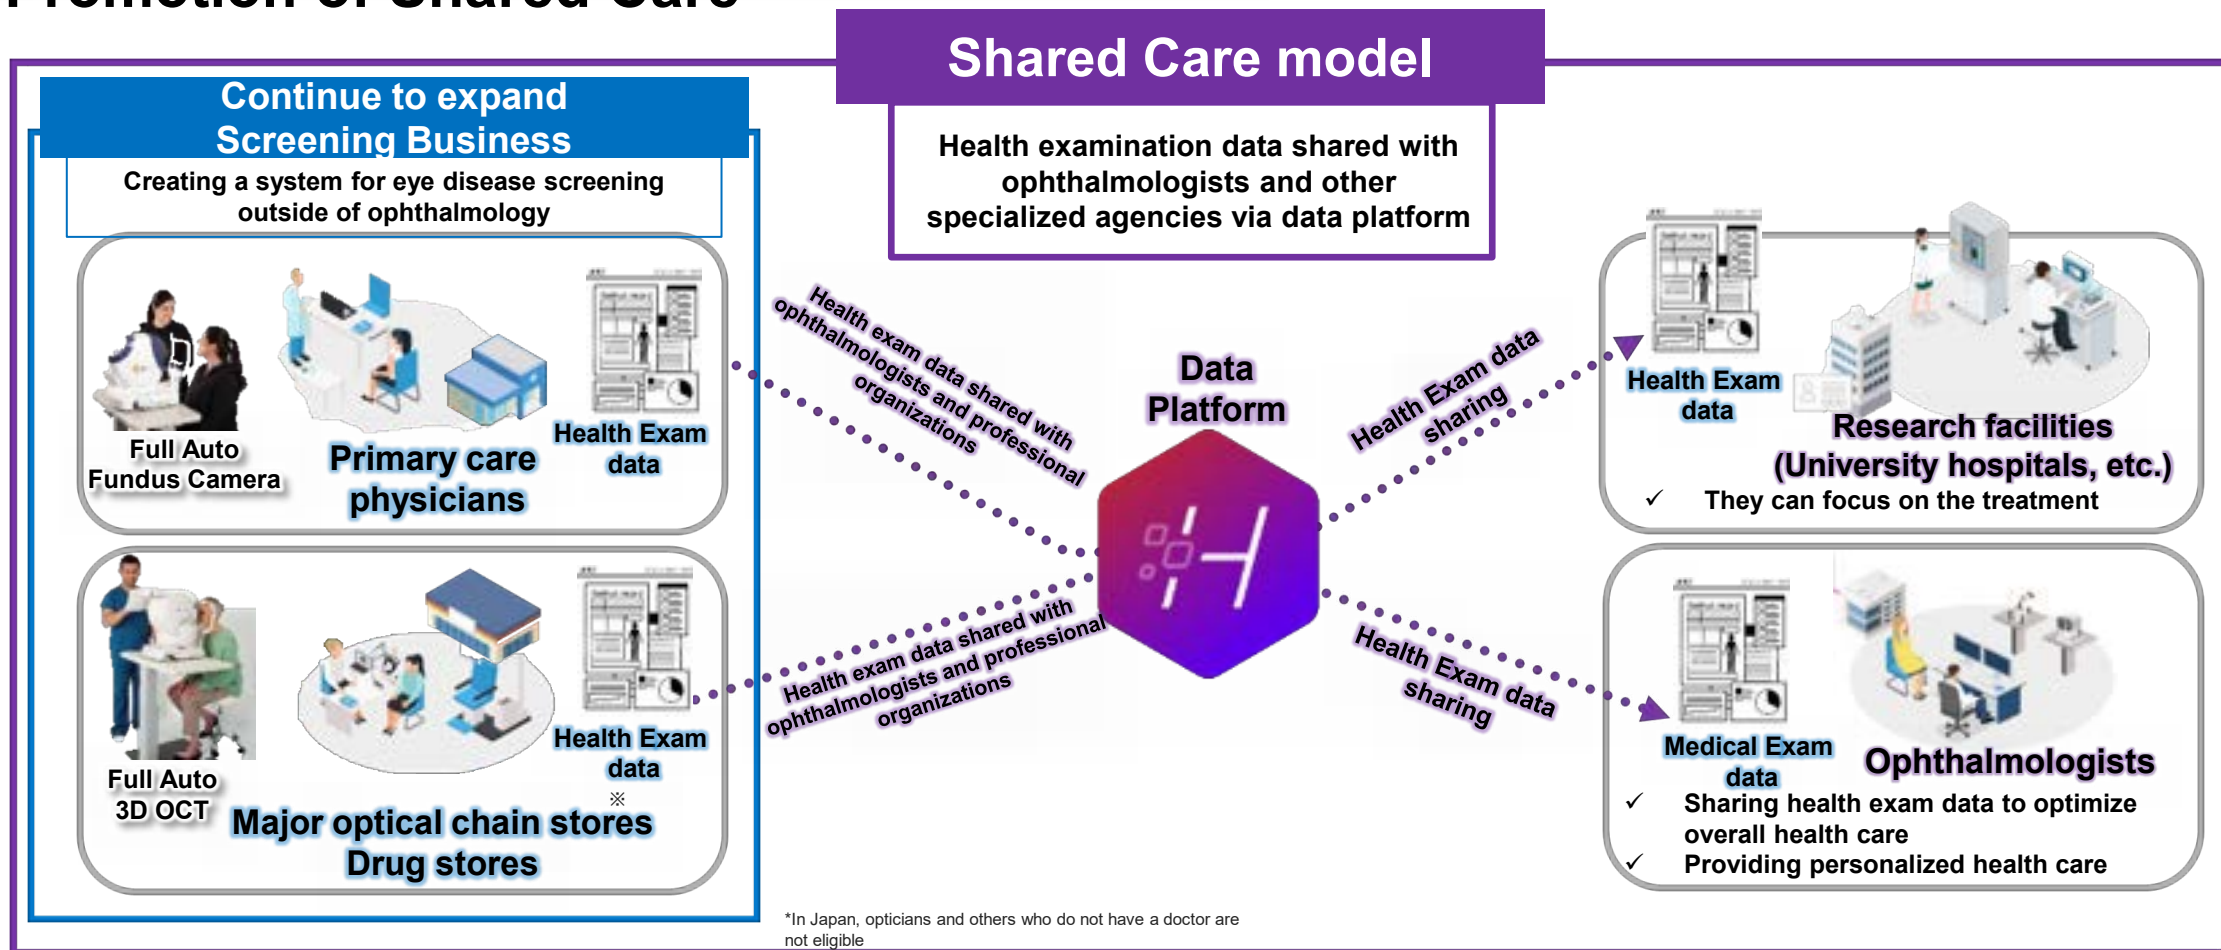 Promotion of Shared Care
Shared Care model
Health examination data shared with
ophthalmologists and other
specialized agencies via data platform
Continue to expand
Screening Business
Creating a system for eye disease screening
outside of ophthalmology
Full Auto
Fundus Camera
Primary care
physicians
Health Exam
data
Full Auto
3D OCT
Major optical chain stores
Drug stores
Health Exam
data
※
Health exam data shared with
ophthalmologists and professional
organizations
Health exam data shared with
ophthalmologists and professional
organizations
Data
Platform
Health Exam data
sharing
Health Exam data
sharing
Health Exam
data
Research facilities
(University hospitals, etc.)
✓ They can focus on the treatment
Medical Exam
data
Ophthalmologists
✓ Sharing health exam data to optimize
overall health care
✓ Providing personalized health care
*In Japan, opticians and others who do not have a doctor are
not eligible